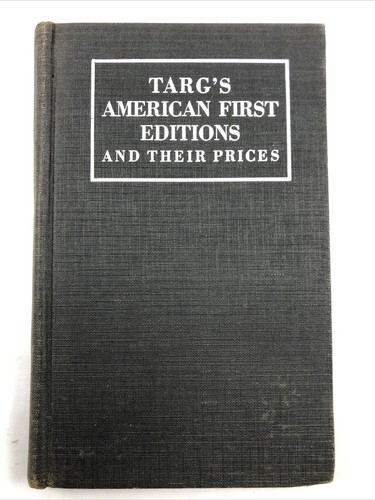 TARG'S
AMERICAN FIRST
EDITIONS
AND THEIR PRICES